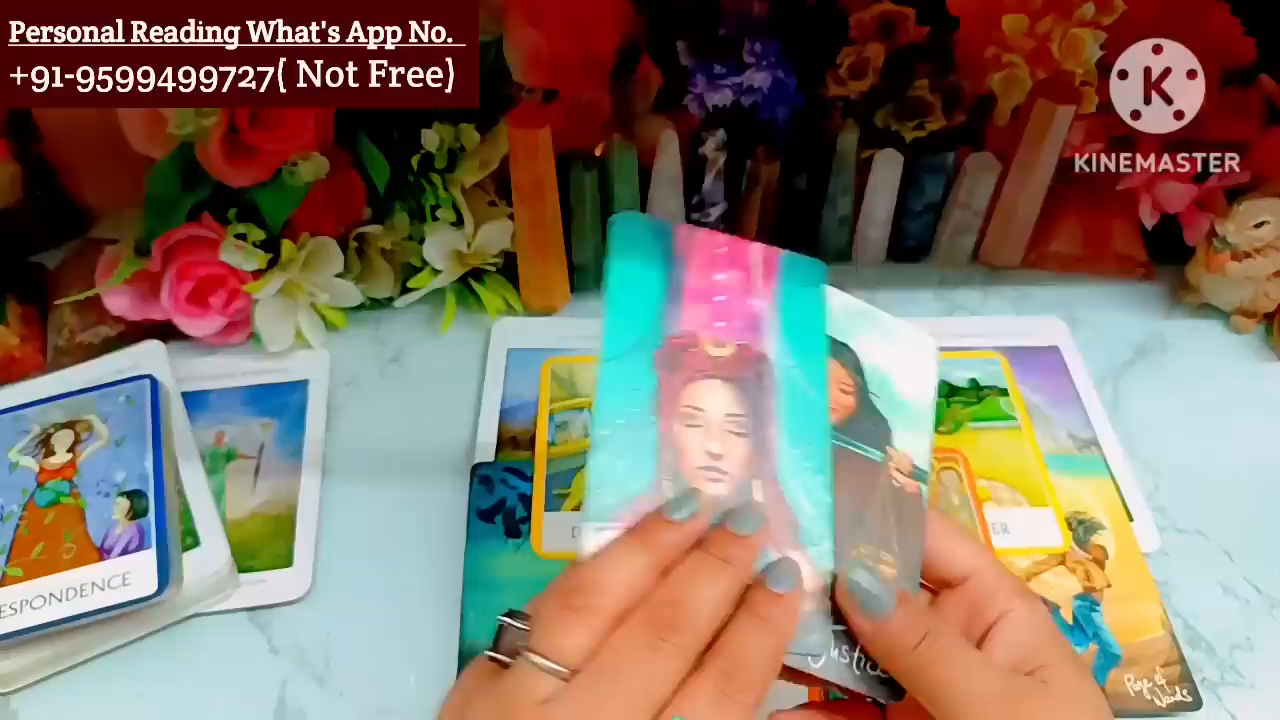 Personal Reading What's App No.
+91-9599499727( Not Free)
KINEMASTER
ESPONDENCE
D
ER
Justice
Page of
Wands